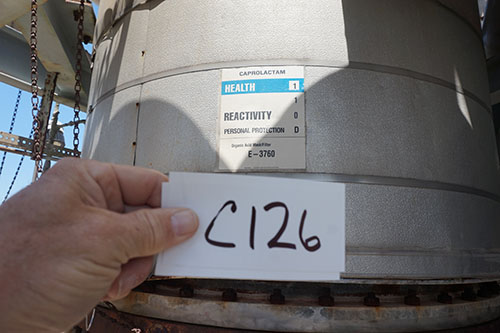 CAPROLACTAM
HEALTH 1
1
REACTIVITY 0
PERSONAL PROTECTION D
E-3760
C126